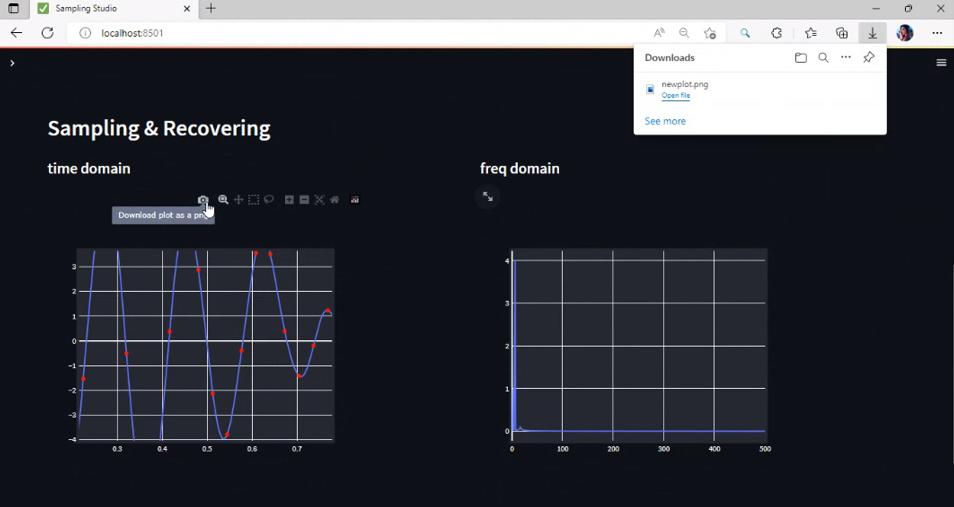 Sampling Studio
localhost:8501
Downloads
newplot.png
Open file
See more
Sampling & Recovering
time domain
freq domain
Download plot as a pn
3
2
1
0
−1
−2
−3
−4
0.3 0.4 0.5 0.6 0.7
4
3
2
1
0
0 100 200 300 400 500